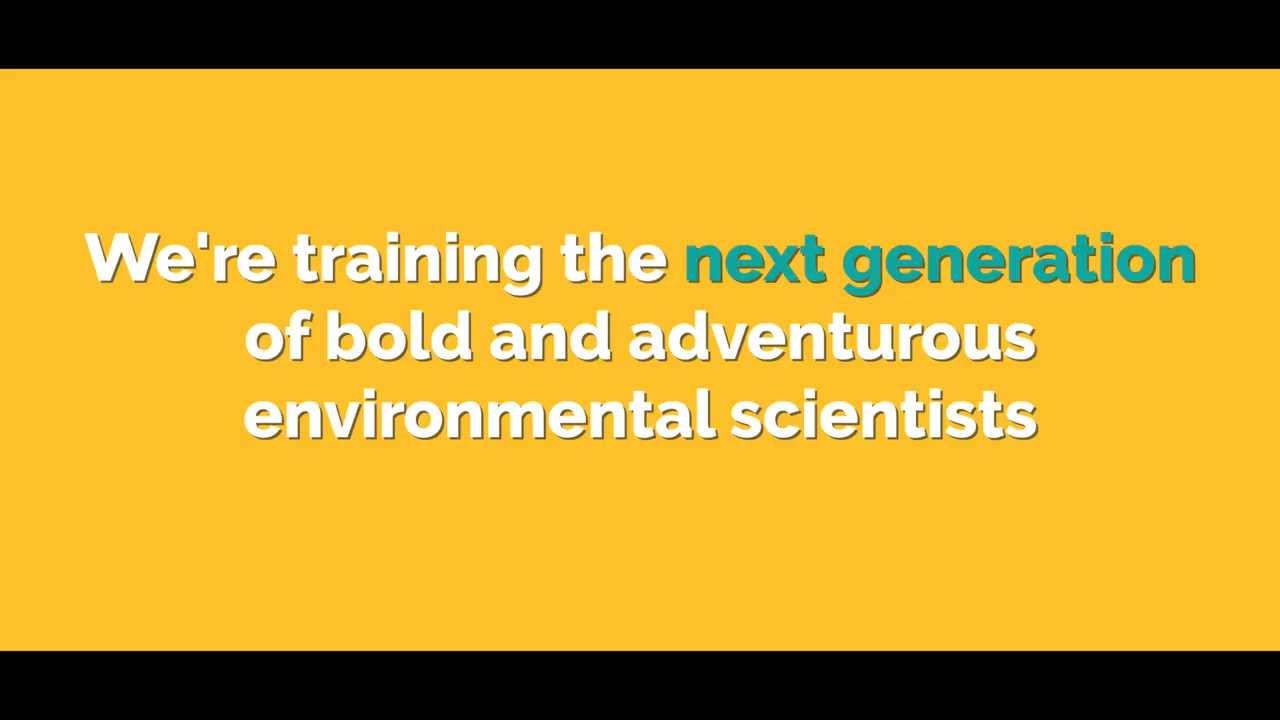 We're training the next generation
of bold and adventurous
environmental scientists